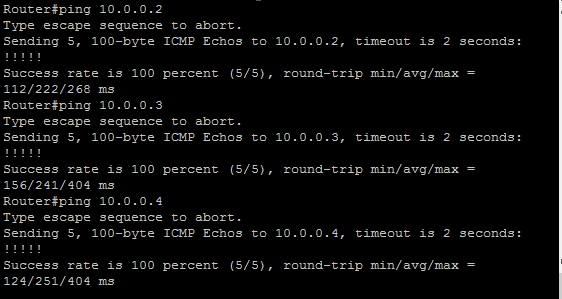 Router#ping 10.0.0.2
Type escape sequence to abort.
Sending 5, 100-byte ICMP Echos to 10.0.0.2, timeout is 2 seconds:
!!!!!
Success rate is 100 percent (5/5), round-trip min/avg/max =
112/222/268 ms
Router#ping 10.0.0.3
Type escape sequence to abort.
Sending 5, 100-byte ICMP Echos to 10.0.0.3, timeout is 2 seconds:
!!!!!
Success rate is 100 percent (5/5), round-trip min/avg/max =
156/241/404 ms
Router#ping 10.0.0.4
Type escape sequence to abort.
Sending 5, 100-byte ICMP Echos to 10.0.0.4, timeout is 2 seconds:
!!!!!
Success rate is 100 percent (5/5), round-trip min/avg/max =
124/251/404 ms